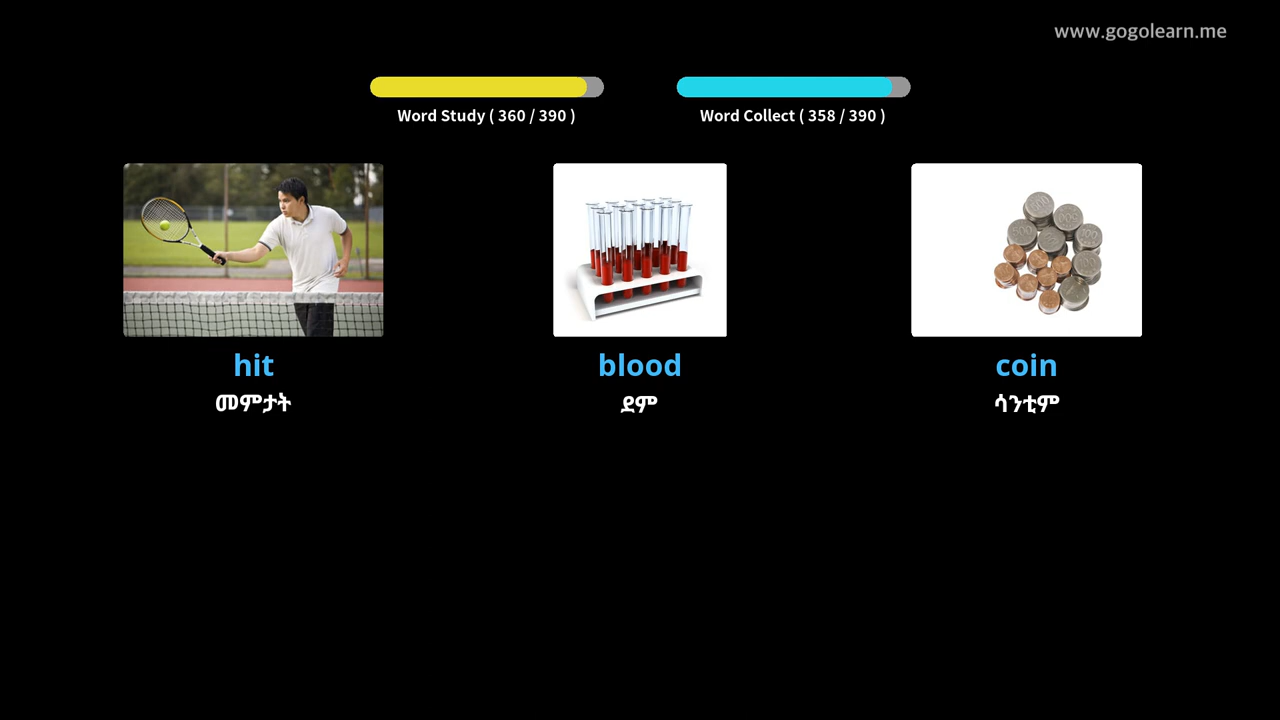 www.gogolearn.me
Word Study ( 360 / 390 )
Word Collect ( 358 / 390 )
hit
መምታት
blood
ደም
coin
ሳንቲም